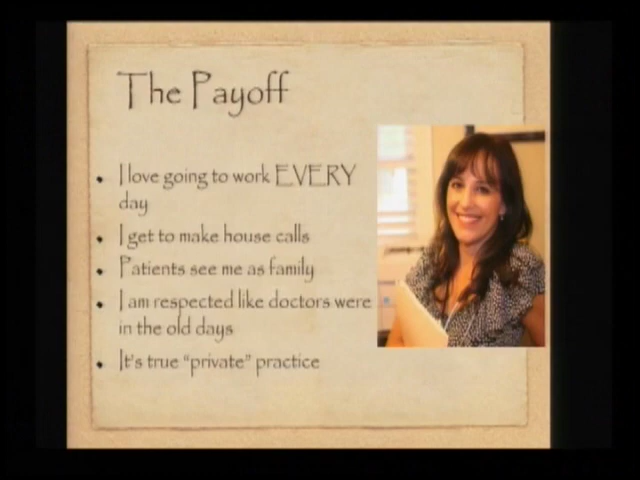 The Payoff
I love going to work EVERY
day
I get to make house calls
Patients see me as family
I am respected like doctors were
in the old days
It's true "private" practice